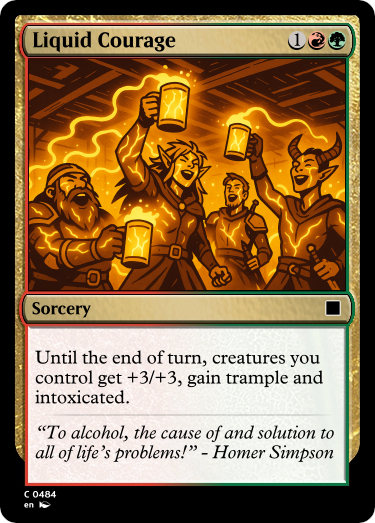 Liquid Courage 1
Sorcery
Until the end of turn, creatures you
control get +3/+3, gain trample and
intoxicated.
“To alcohol, the cause of and solution to
all of life’s problems!” - Homer Simpson
C 0484
en